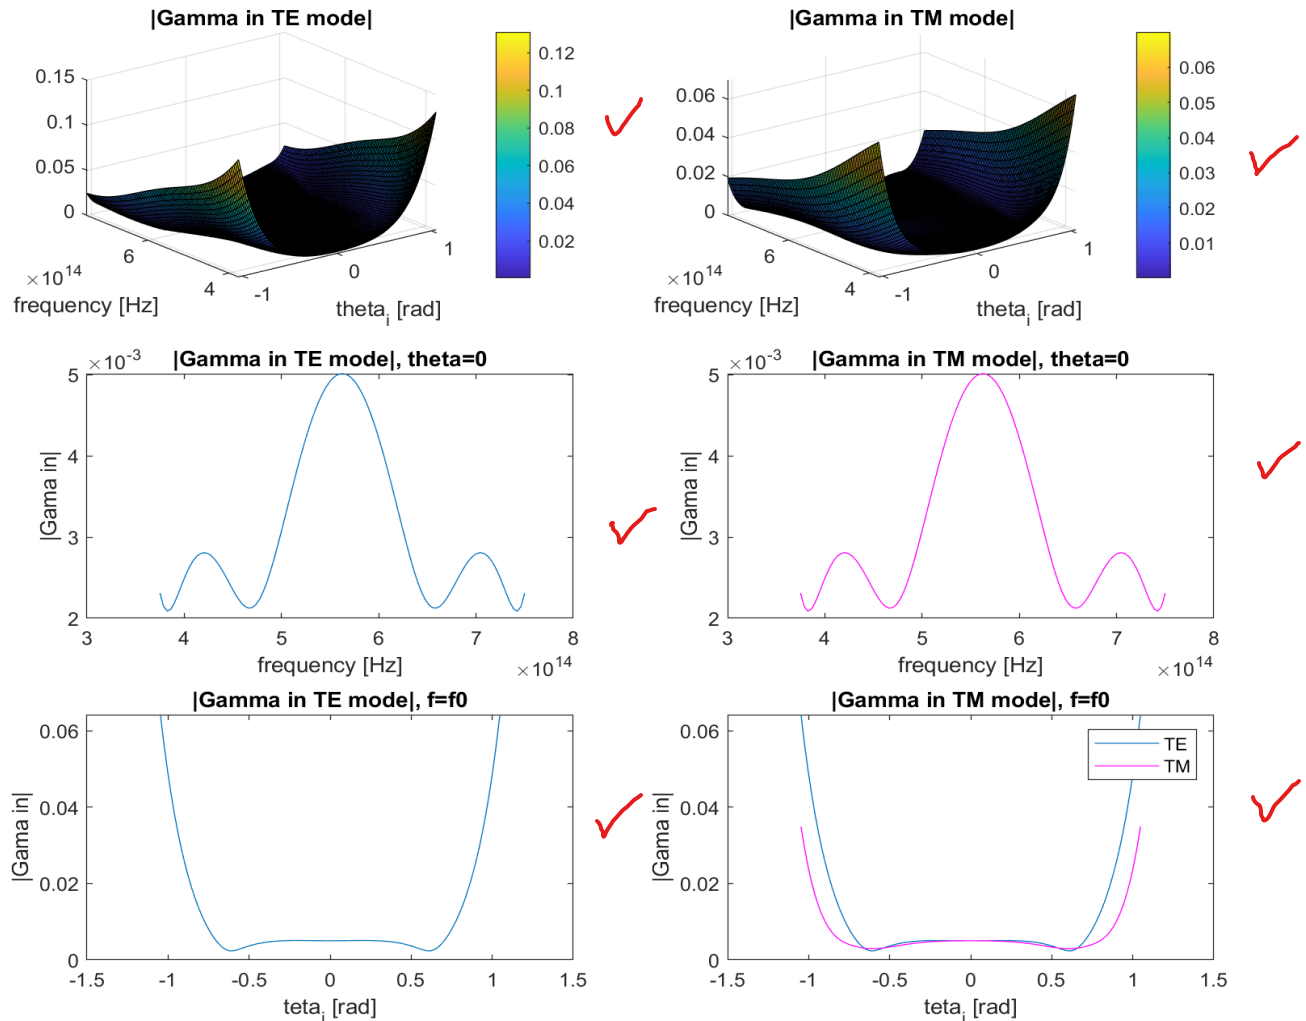 |Gamma in TE mode|
0.15
0.1
0.05
0
6
4
×10^14
frequency [Hz]
-1
0
1
theta_i [rad]
0.12
0.1
0.08
0.06
0.04
0.02
|Gamma in TM mode|
0.06
0.04
0.02
0
6
4
×10^14
frequency [Hz]
-1
0
1
theta_i [rad]
0.06
0.05
0.04
0.03
0.02
0.01
|Gamma in TE mode|, theta=0
×10^-3
5
4
3
2
|Gama in|
3 4 5 6 7 8
frequency [Hz]
×10^14
|Gamma in TM mode|, theta=0
×10^-3
5
4
3
2
|Gama in|
3 4 5 6 7 8
frequency [Hz]
×10^14
|Gamma in TE mode|, f=f0
0.06
0.04
0.02
0
|Gama in|
-1.5 -1 -0.5 0 0.5 1 1.5
teta_i [rad]
|Gamma in TM mode|, f=f0
TE
TM
0.06
0.04
0.02
0
|Gama in|
-1.5 -1 -0.5 0 0.5 1 1.5
teta_i [rad]